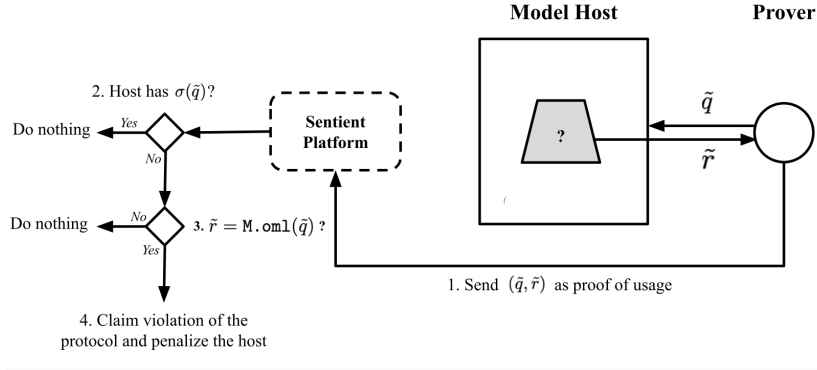 Model Host
Prover
2. Host has σ(q̃)?
Do nothing
Yes
Sentient
Platform
?
q̃
r̃
No
Do nothing
No
3. r̃ = M.oml(q̃) ?
Yes
1. Send (q̃, r̃) as proof of usage
4. Claim violation of the
protocol and penalize the host